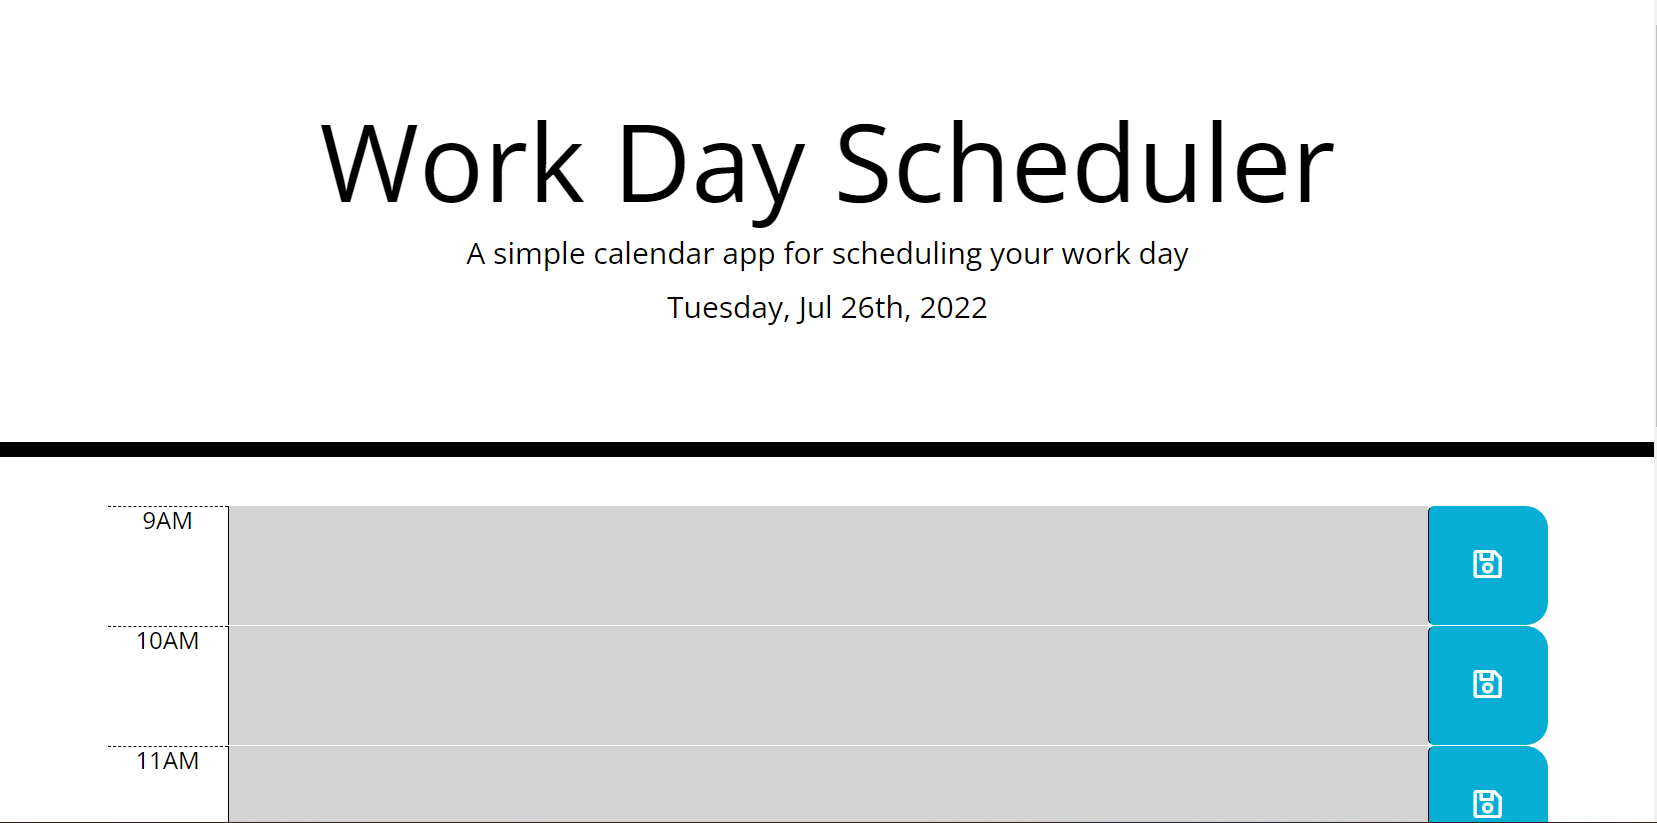 Work Day Scheduler
A simple calendar app for scheduling your work day
Tuesday, Jul 26th, 2022
9AM
10AM
11AM